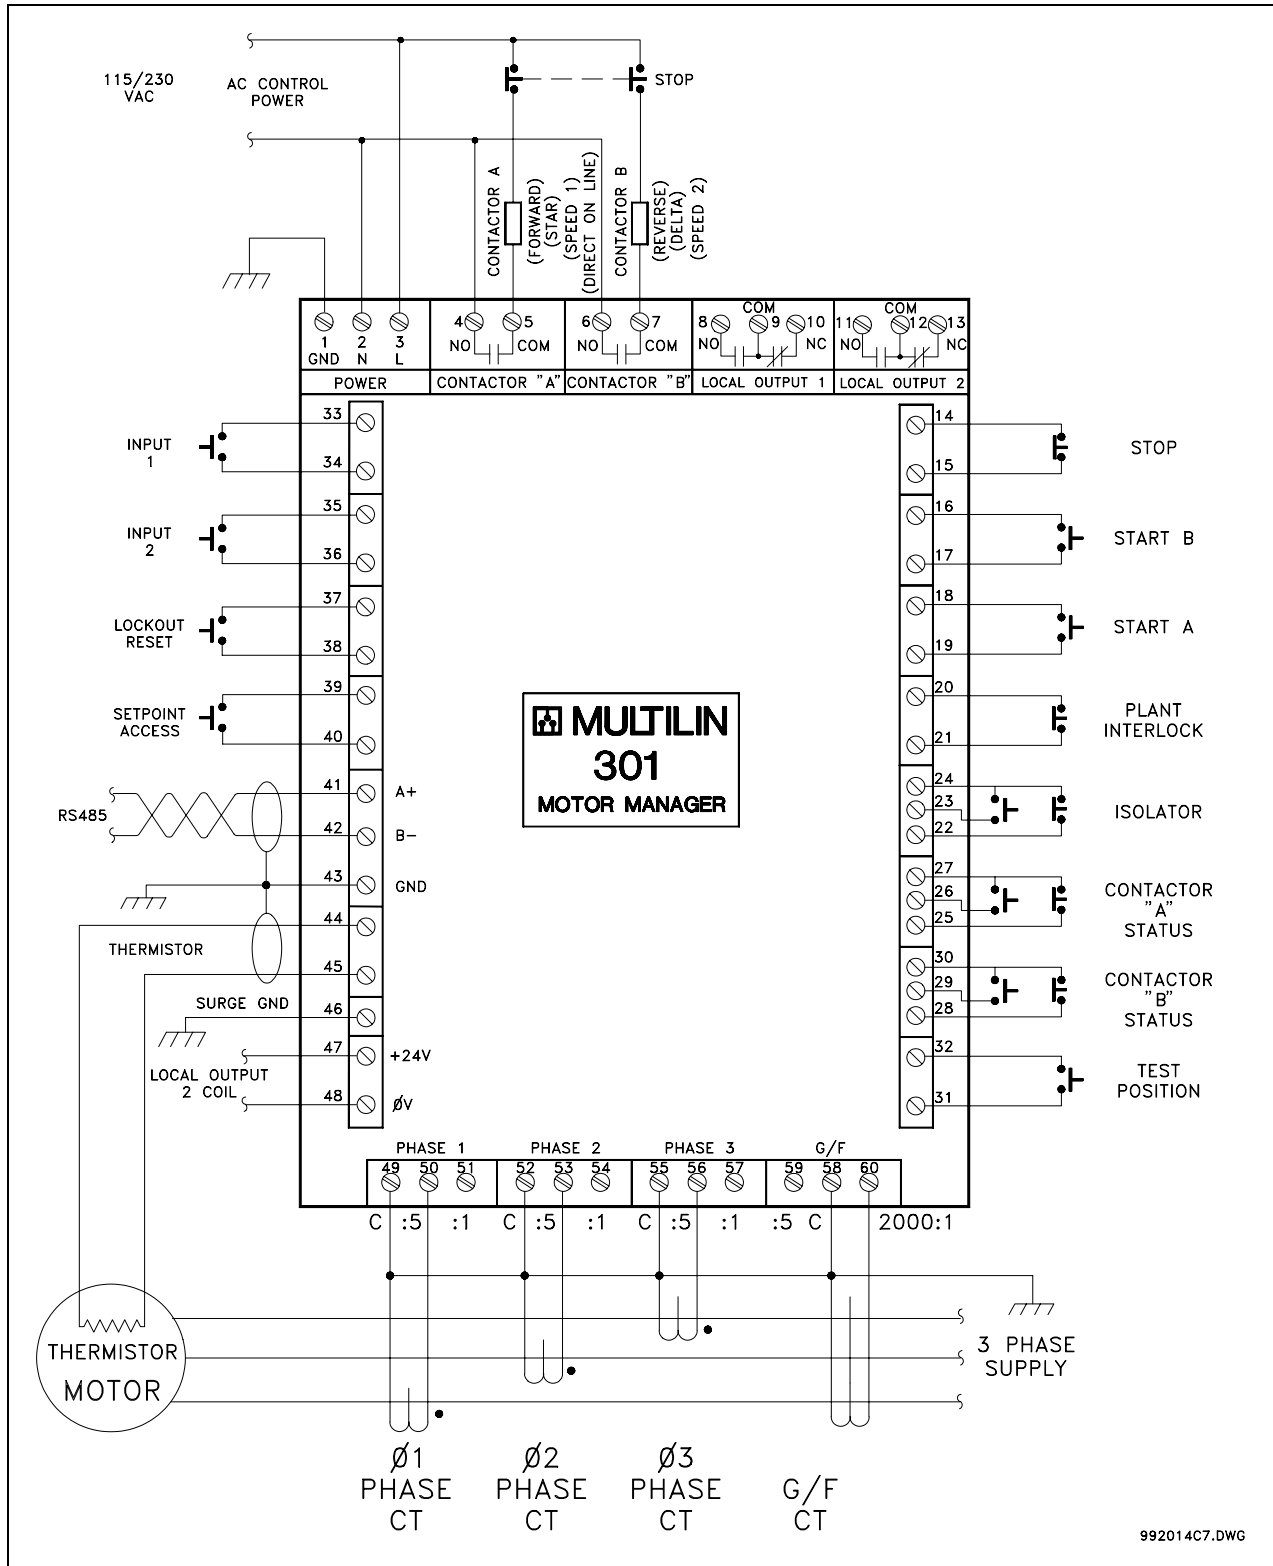 115/230
VAC
AC CONTROL
POWER
STOP
CONTACTOR A
(FORWARD)
(STAR)
(SPEED 1)
(DIRECT ON LINE)
CONTACTOR B
(REVERSE)
(DELTA)
(SPEED 2)
1
GND
2
N
3
L
POWER
4
NO
5
COM
CONTACTOR "A"
6
NO
7
COM
CONTACTOR "B"
8
NO
COM
9
10
NC
LOCAL OUTPUT 1
11
NO
COM
12
13
NC
LOCAL OUTPUT 2
INPUT
1
33
34
INPUT
2
35
36
LOCKOUT
RESET
37
38
SETPOINT
ACCESS
39
40
RS485
41
A+
42
B-
43
GND
44
THERMISTOR
45
SURGE GND
46
47
+24V
LOCAL OUTPUT
2 COIL
48
ØV
MULTILIN
301
MOTOR MANAGER
14
15
STOP
16
17
START B
18
19
START A
20
21
PLANT
INTERLOCK
24
23
22
ISOLATOR
27
26
25
CONTACTOR
"A"
STATUS
30
29
28
CONTACTOR
"B"
STATUS
32
31
TEST
POSITION
PHASE 1
PHASE 2
PHASE 3
G/F
49 50 51
52 53 54
55 56 57
59 58 60
C :5 :1
C :5 :1
C :5 :1
:5 C 2000:1
THERMISTOR
MOTOR
3 PHASE
SUPPLY
Ø1
PHASE
CT
Ø2
PHASE
CT
Ø3
PHASE
CT
G/F
CT
992014C7.DWG